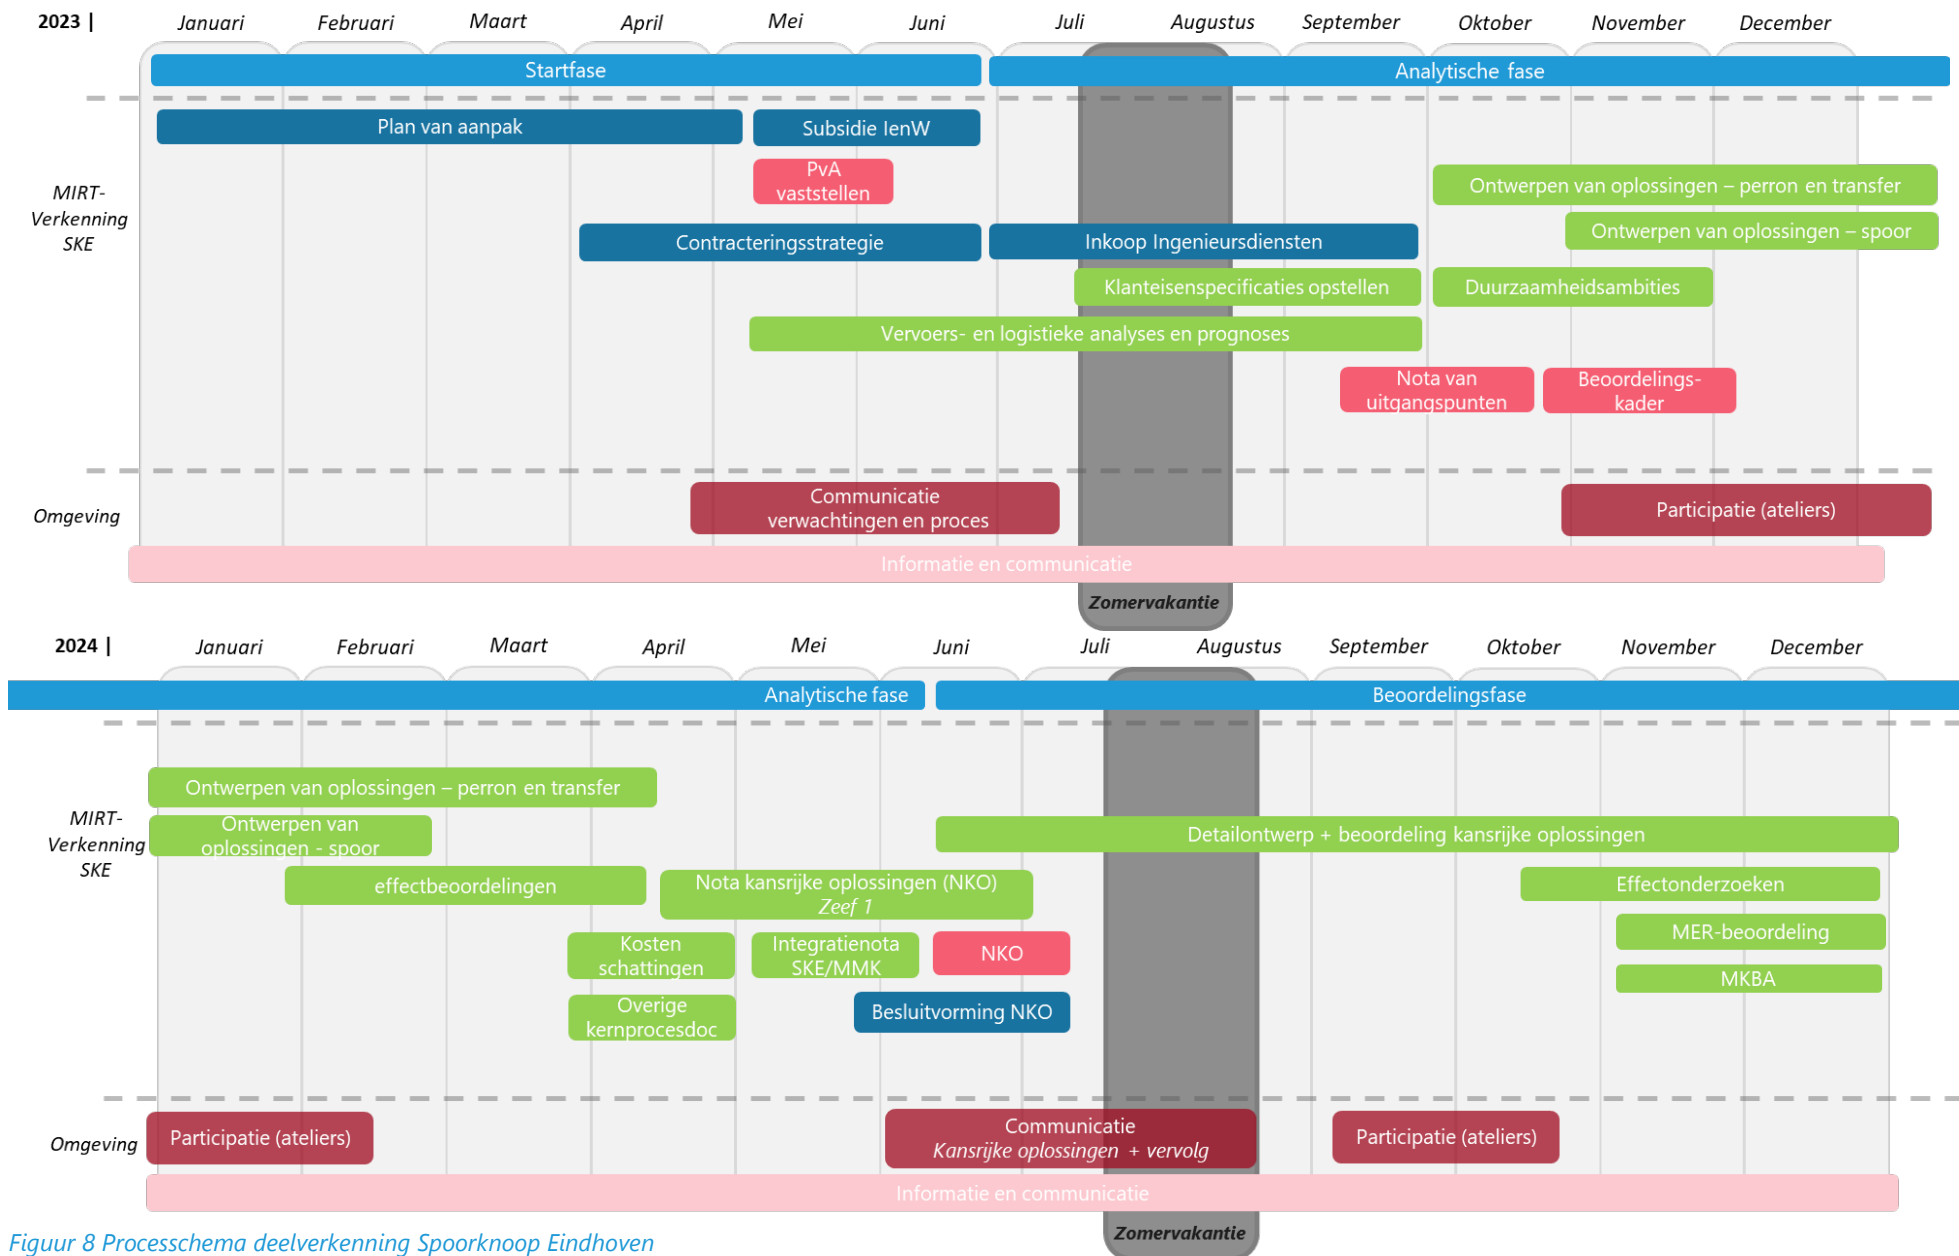 2023 |
Januari
Februari
Maart
April
Mei
Juni
Juli
Augustus
September
Oktober
November
December
Startfase
Analytische fase
MIRT-
Verkenning
SKE
Plan van aanpak
Subsidie IenW
PvA
vaststellen
Ontwerpen van oplossingen – perron en transfer
Ontwerpen van oplossingen – spoor
Contracteringsstrategie
Inkoop Ingenieursdiensten
Klanteisenspecificaties opstellen
Duurzaamheidsambities
Vervoers- en logistieke analyses en prognoses
Nota van
uitgangspunten
Beoordelings-
kader
Omgeving
Communicatie
verwachtingen en proces
Participatie (ateliers)
Informatie en communicatie
Zomervakantie
2024 |
Januari
Februari
Maart
April
Mei
Juni
Juli
Augustus
September
Oktober
November
December
Analytische fase
Beoordelingsfase
MIRT-
Verkenning
SKE
Ontwerpen van oplossingen – perron en transfer
Ontwerpen van
oplossingen - spoor
Detailontwerp + beoordeling kansrijke oplossingen
effectbeoordelingen
Nota kansrijke oplossingen (NKO)
Zeef 1
Effectonderzoeken
Kosten
schattingen
Integratienota
SKE/MMK
NKO
MER-beoordeling
MKBA
Overige
kernprocesdoc
Besluitvorming NKO
Omgeving
Participatie (ateliers)
Communicatie
Kansrijke oplossingen + vervolg
Participatie (ateliers)
Informatie en communicatie
Zomervakantie
Figuur 8 Processchema deelverkenning Spoorknoop Eindhoven